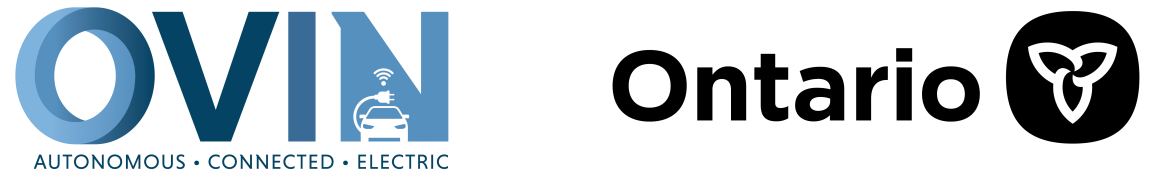 OVIN
AUTONOMOUS • CONNECTED • ELECTRIC
Ontario